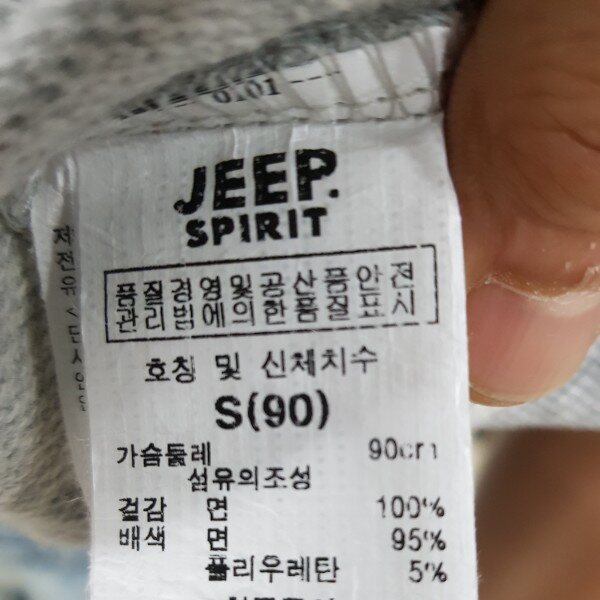 0.01
JEEP.
SPIRIT
품질경영및공산품안전
관리법에의한품질표시
호칭 및 신체치수
S(90)
가슴둘레 90cm
섬유의조성
겉감 면 100%
배색 면 95%
폴리우레탄 5%